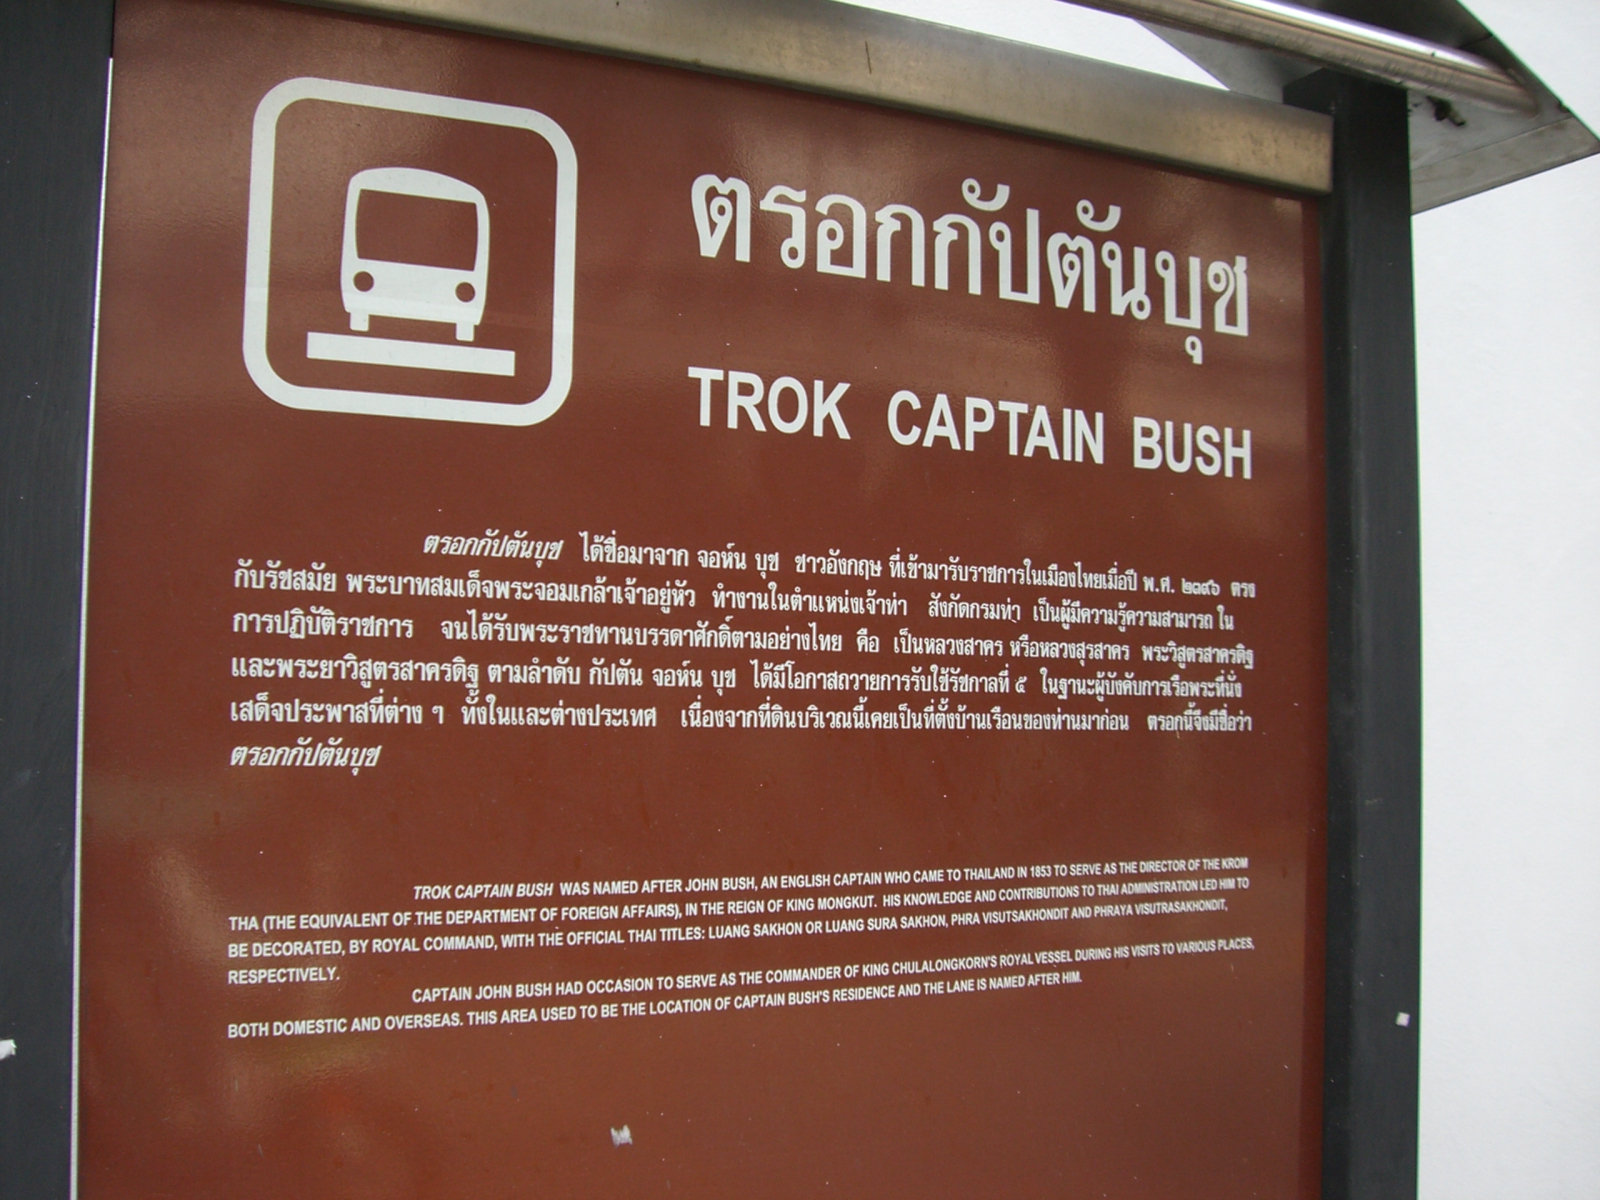 ตรอกกัปตันบุช
TROK CAPTAIN BUSH
ตรอกกัปตันบุช ได้ชื่อมาจาก จอห์น บุช ชาวอังกฤษ ที่เข้ามารับราชการในเมืองไทยเมื่อปี พ.ศ. ๒๓๙๖ ตรง
กับรัชสมัย พระบาทสมเด็จพระจอมเกล้าเจ้าอยู่หัว ทำงานในตำแหน่งเจ้าท่า สังกัดกรมท่า เป็นผู้มีความรู้ความสามารถ ใน
การปฏิบัติราชการ จนได้รับพระราชทานบรรดาศักดิ์ตามอย่างไทย คือ เป็นหลวงสาคร หรือหลวงสุรสาคร พระวิสูตรสาครดิฐ
และพระยาวิสูตรสาครดิฐ ตามลำดับ กัปตัน จอห์น บุช ได้มีโอกาสถวายการรับใช้รัชกาลที่ ๕ ในฐานะผู้บังคับการเรือพระที่นั่ง
เสด็จประพาสที่ต่าง ๆ ทั้งในและต่างประเทศ เนื่องจากที่ดินบริเวณนี้เคยเป็นที่ตั้งบ้านเรือนของท่านมาก่อน ตรอกนี้จึงมีชื่อว่า
ตรอกกัปตันบุช
TROK CAPTAIN BUSH WAS NAMED AFTER JOHN BUSH, AN ENGLISH CAPTAIN WHO CAME TO THAILAND IN 1853 TO SERVE AS THE DIRECTOR OF THE KROM
THA (THE EQUIVALENT OF THE DEPARTMENT OF FOREIGN AFFAIRS), IN THE REIGN OF KING MONGKUT. HIS KNOWLEDGE AND CONTRIBUTIONS TO THAI ADMINISTRATION LED HIM TO
BE DECORATED, BY ROYAL COMMAND, WITH THE OFFICIAL THAI TITLES: LUANG SAKHON OR LUANG SURA SAKHON, PHRA VISUTSAKHONDIT AND PHRAYA VISUTRASAKHONDIT,
RESPECTIVELY.
CAPTAIN JOHN BUSH HAD OCCASION TO SERVE AS THE COMMANDER OF KING CHULALONGKORN'S ROYAL VESSEL DURING HIS VISITS TO VARIOUS PLACES,
BOTH DOMESTIC AND OVERSEAS. THIS AREA USED TO BE THE LOCATION OF CAPTAIN BUSH'S RESIDENCE AND THE LANE IS NAMED AFTER HIM.